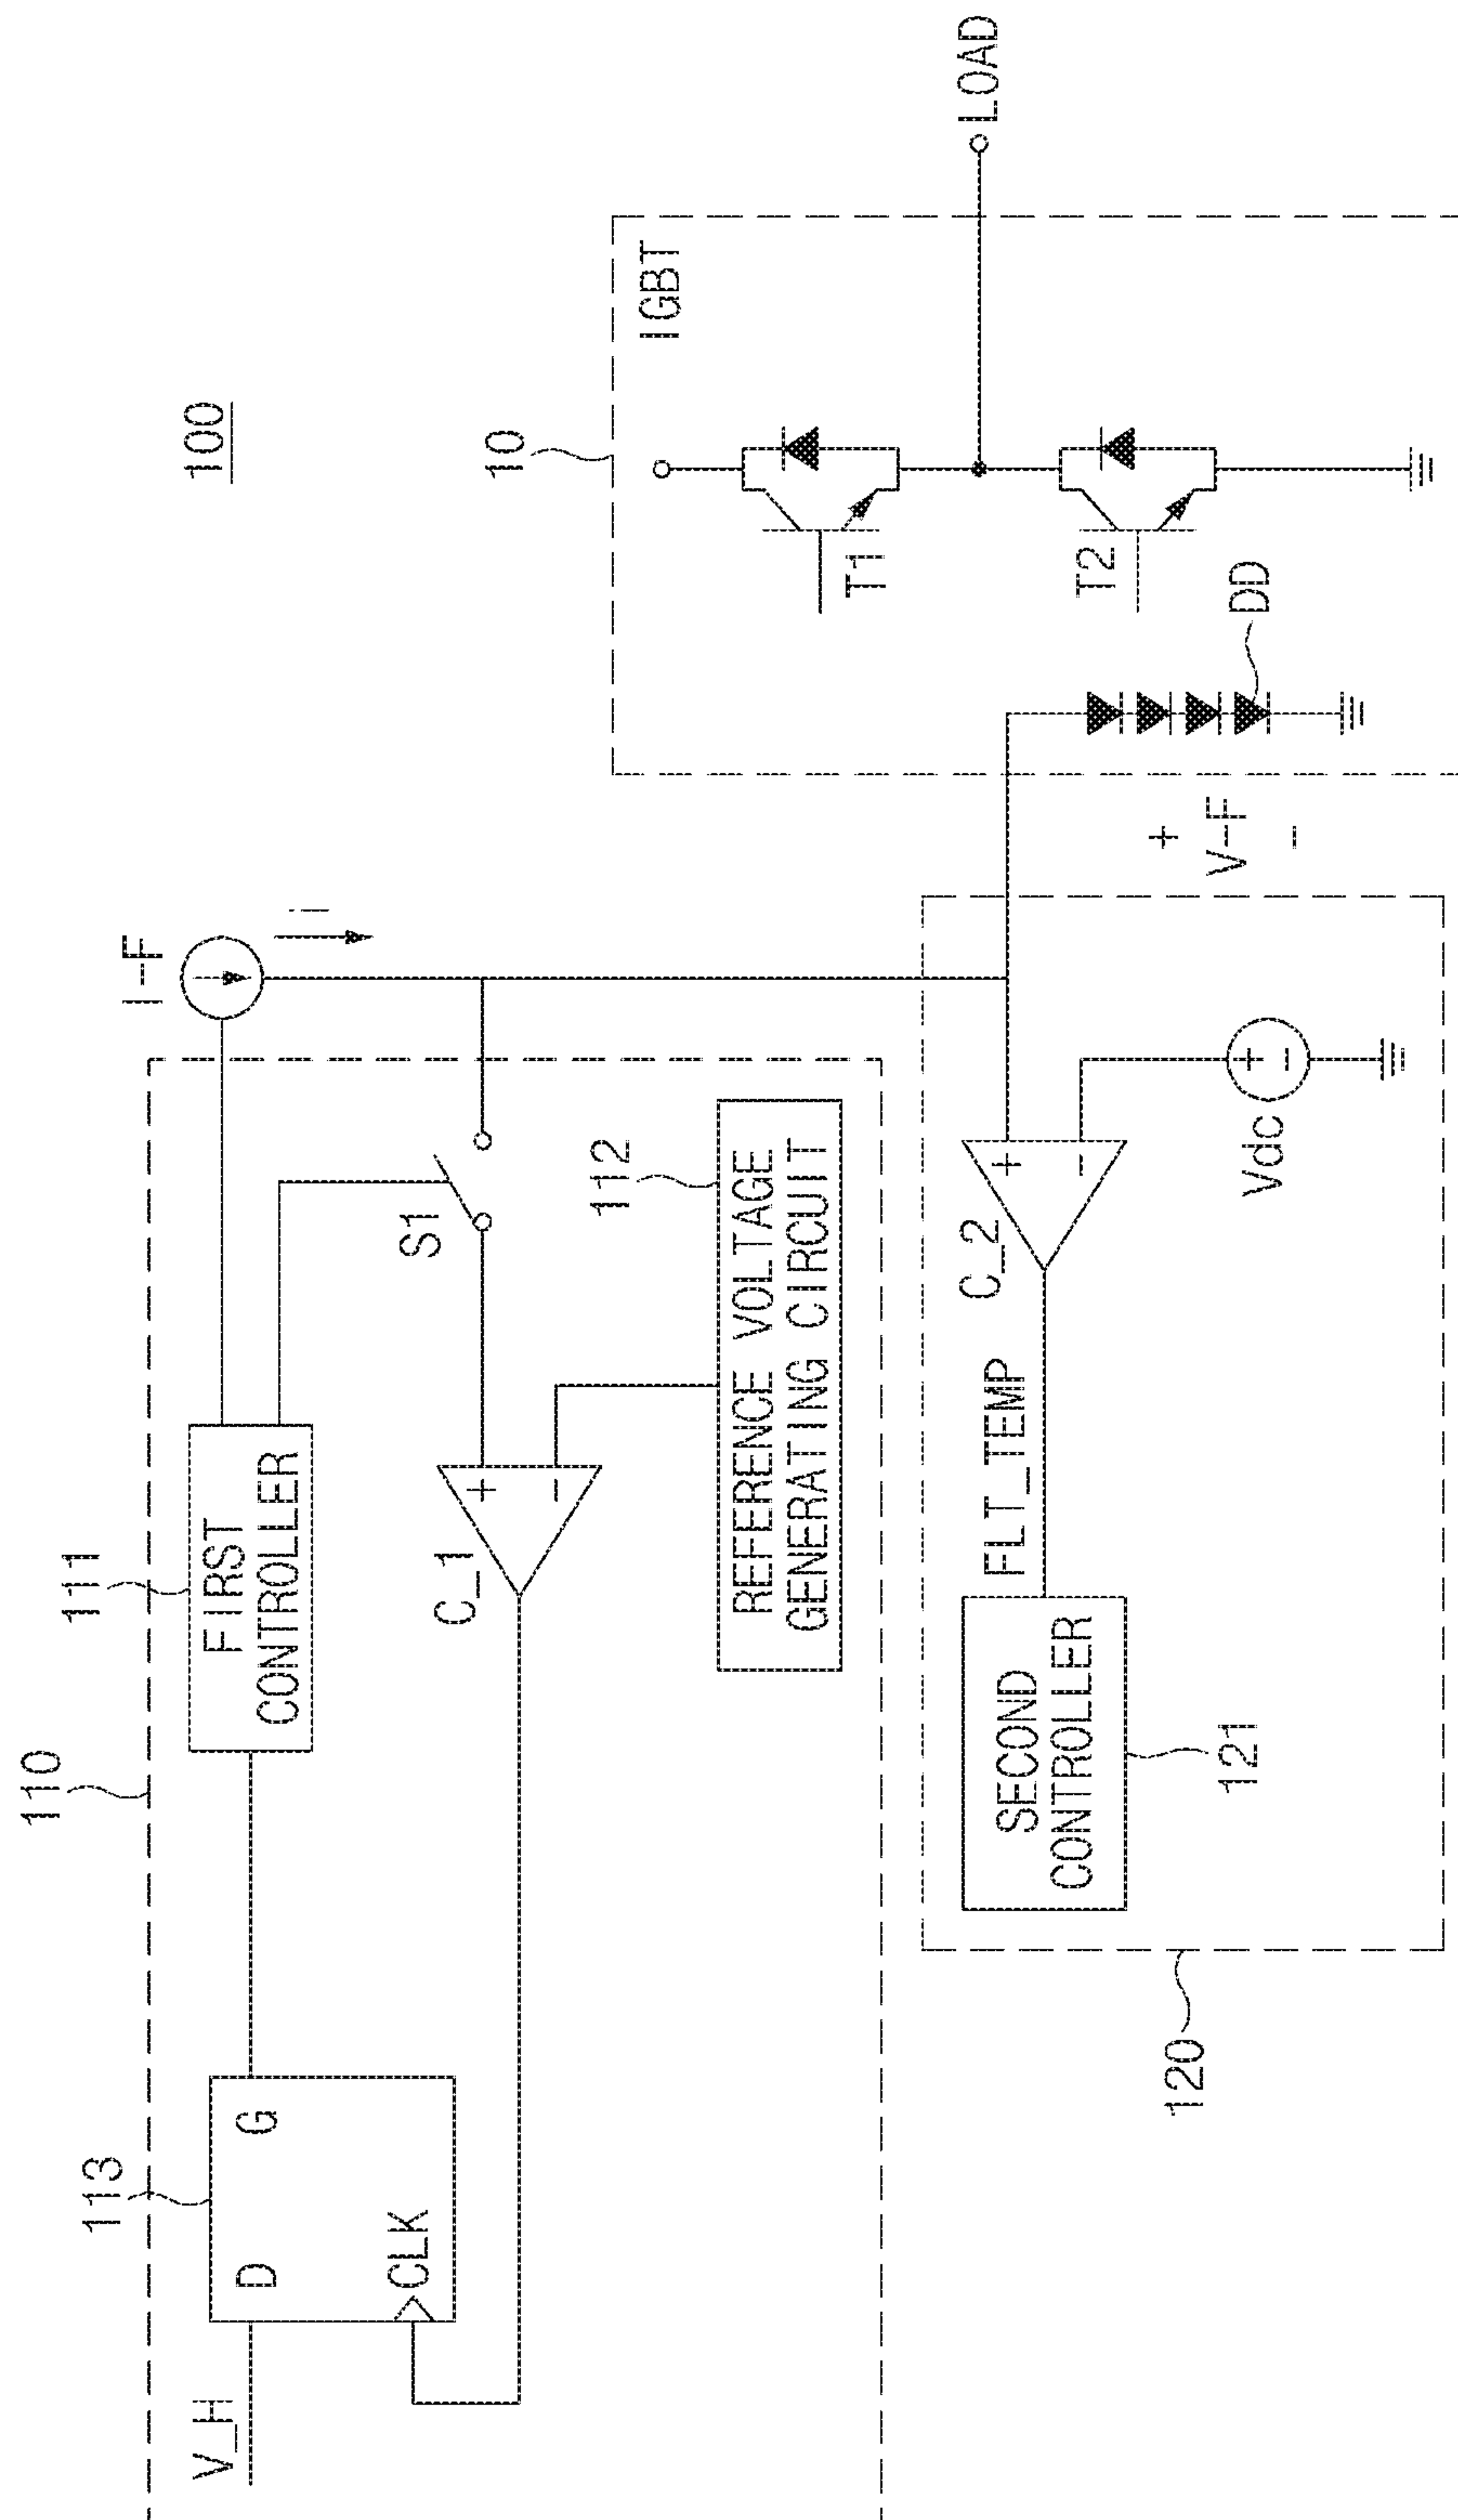 100
110
111
FIRST
CONTROLLER
I-F
i
113
D
G
CLK
V_H
S1
C_1
112
REFERENCE VOLTAGE
GENERATING CIRCUIT
10
IGBT
T1
T2
LOAD
DD
+
V-F
-
+
-
120
SECOND
CONTROLLER
121
FLT_TEMP
C_2
+
-
Vdc
+
-